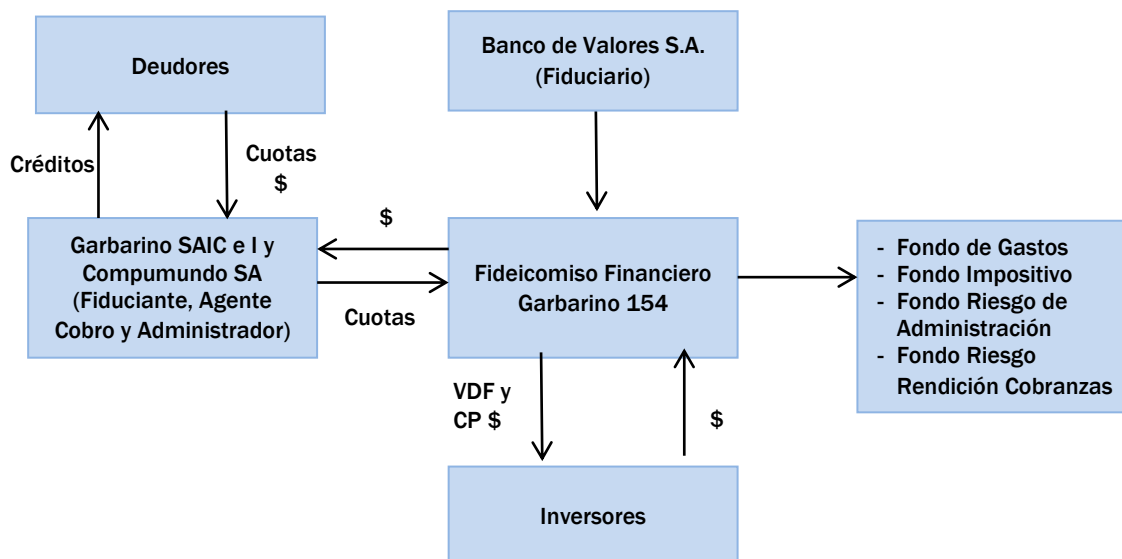 Deudores
Banco de Valores S.A.
(Fiduciario)
Créditos
Cuotas
$
$
Garbarino SAIC e I y
Compumundo SA
(Fiduciante, Agente
Cobro y Administrador)
Cuotas
Fideicomiso Financiero
Garbarino 154
- Fondo de Gastos
- Fondo Impositivo
- Fondo Riesgo de
Administración
- Fondo Riesgo
Rendición Cobranzas
VDF y
CP $
$
Inversores